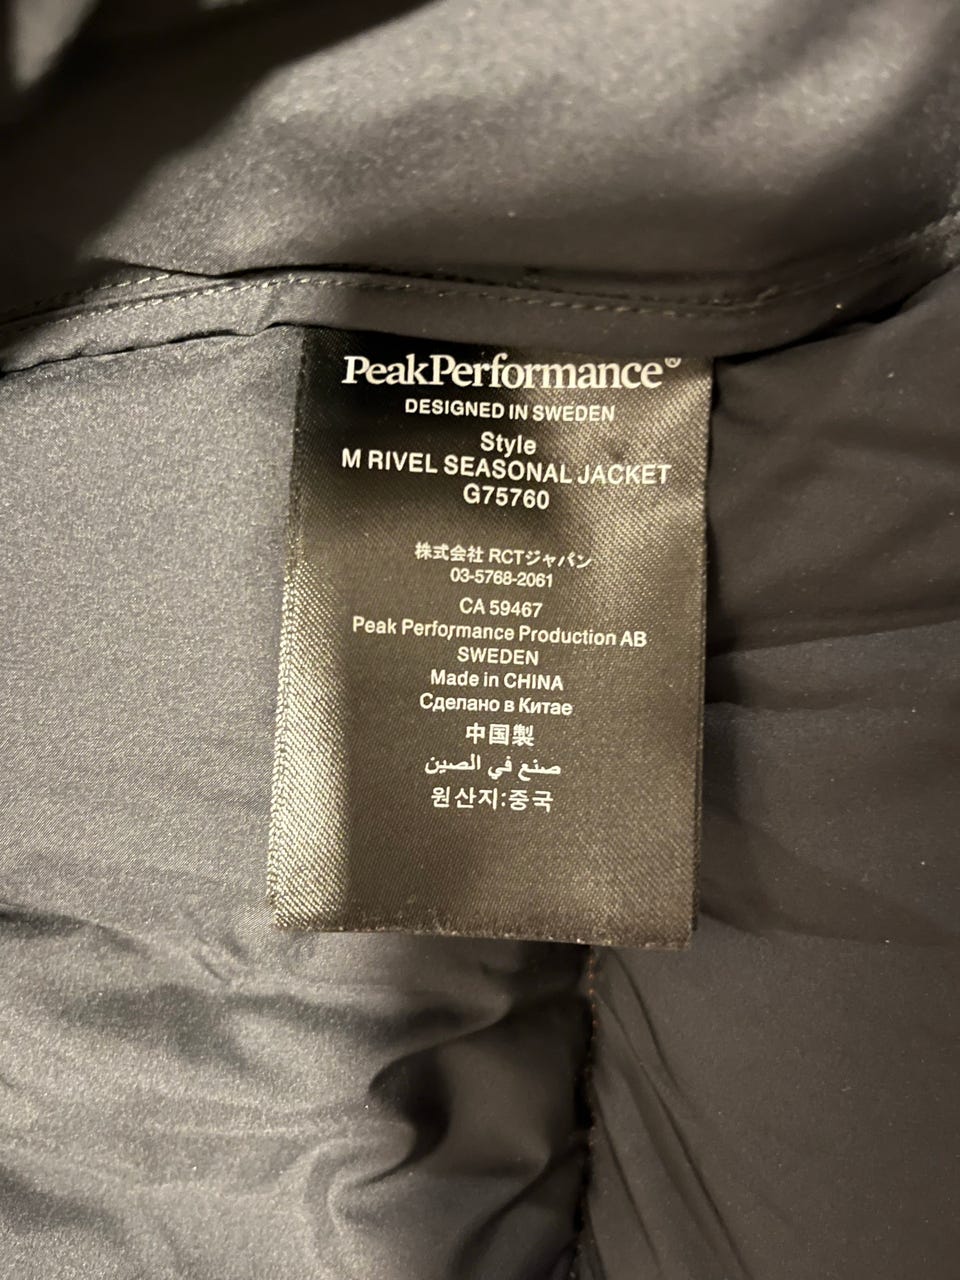 PeakPerformance®
DESIGNED IN SWEDEN
Style
M RIVEL SEASONAL JACKET
G75760
株式会社 RCTジャパン
03-5768-2061
CA 59467
Peak Performance Production AB
SWEDEN
Made in CHINA
Сделано в Китае
中国製
صنع في الصين
원산지:중국